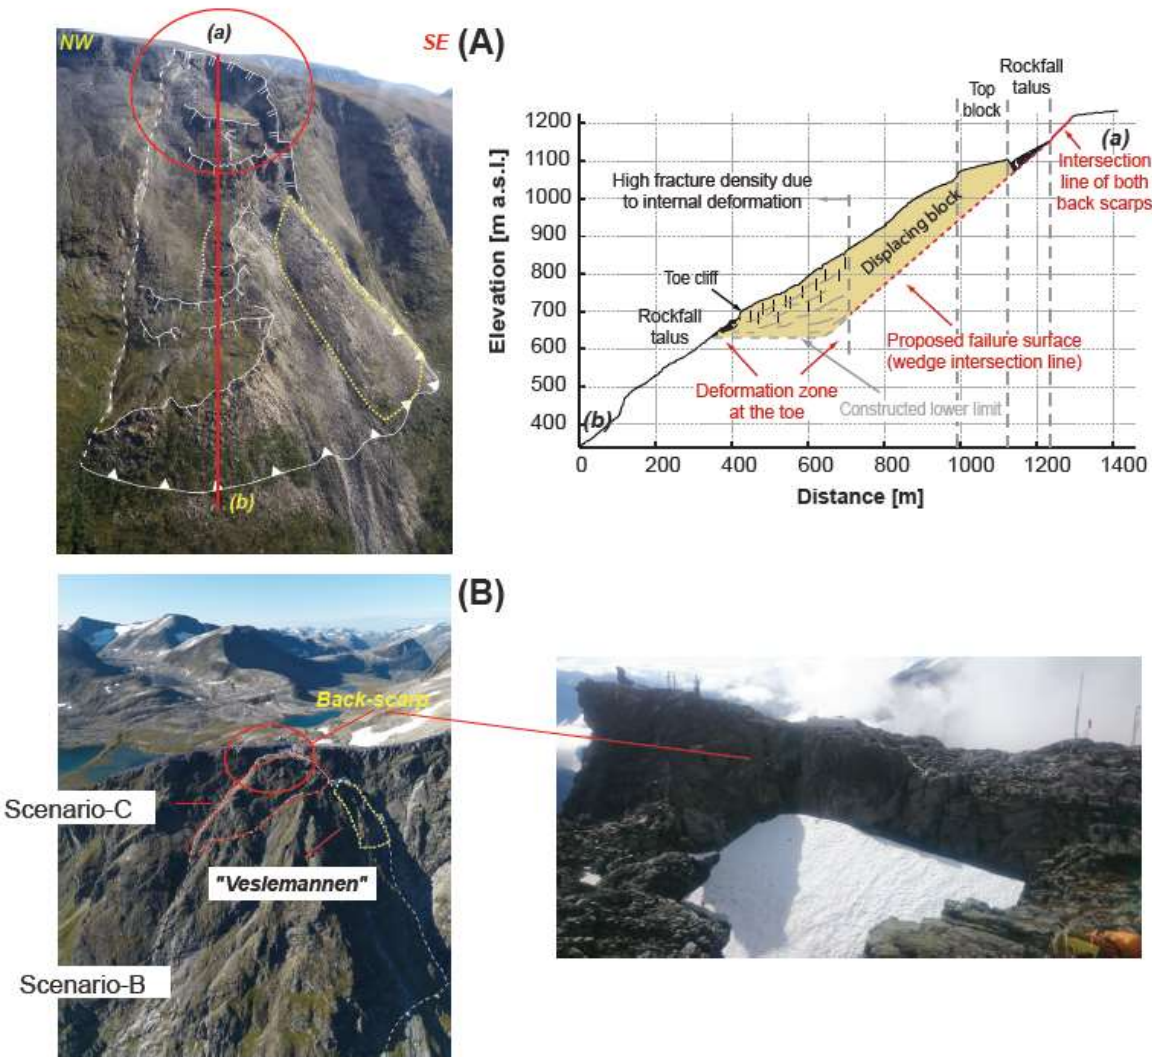 NW
(a)
SE
(A)
(b)
Rockfall
talus
Top
block
1200
1100
1000
900
800
700
600
500
400
Elevation [m a.s.l.]
(a)
Intersection
line of both
back scarps
High fracture density due
to internal deformation
Displacing block
Toe cliff
Rockfall
talus
Proposed failure surface
(wedge intersection line)
Deformation zone
at the toe
Constructed lower limit
(b)
0 200 400 600 800 1000 1200 1400
Distance [m]
(B)
Back-scarp
Scenario-C
"Veslemannen"
Scenario-B